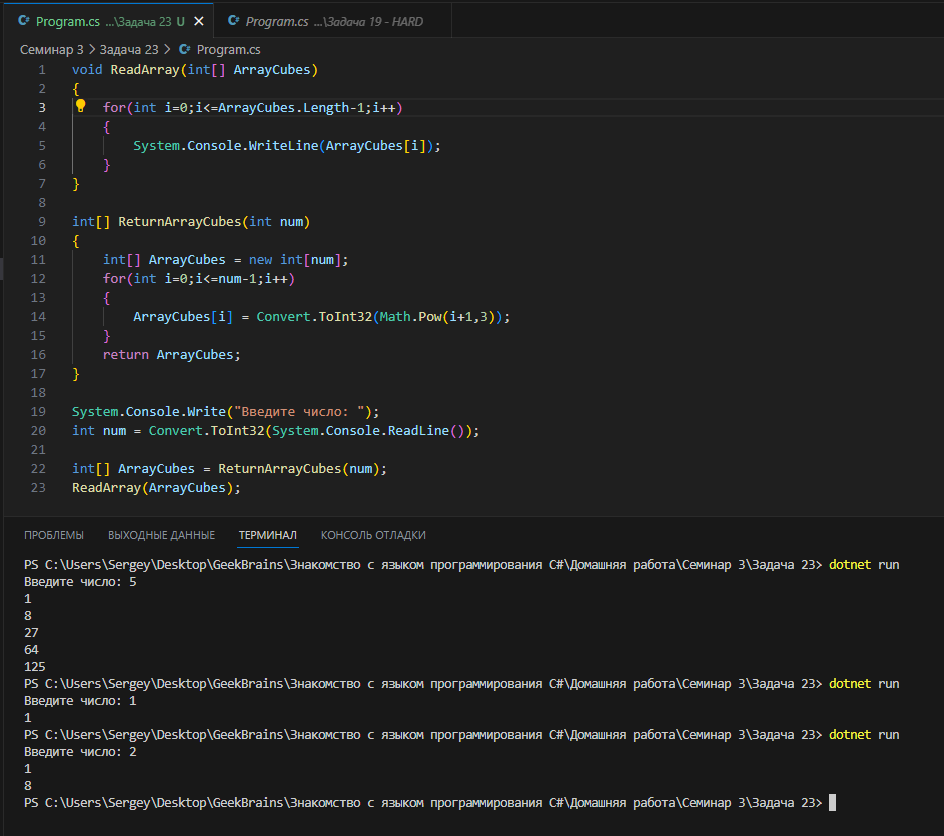 Program.cs ...\Задача 23 U Program.cs ...\Задача 19 - HARD
Семинар 3 > Задача 23 > Program.cs
1 void ReadArray(int[] ArrayCubes)
2 {
3 for(int i=0;i<=ArrayCubes.Length-1;i++)
4 {
5 System.Console.WriteLine(ArrayCubes[i]);
6 }
7 }
8
9 int[] ReturnArrayCubes(int num)
10 {
11 int[] ArrayCubes = new int[num];
12 for(int i=0;i<=num-1;i++)
13 {
14 ArrayCubes[i] = Convert.ToInt32(Math.Pow(i+1,3));
15 }
16 return ArrayCubes;
17 }
18
19 System.Console.Write("Введите число: ");
20 int num = Convert.ToInt32(System.Console.ReadLine());
21
22 int[] ArrayCubes = ReturnArrayCubes(num);
23 ReadArray(ArrayCubes);
ПРОБЛЕМЫ ВЫХОДНЫЕ ДАННЫЕ ТЕРМИНАЛ КОНСОЛЬ ОТЛАДКИ
PS C:\Users\Sergey\Desktop\GeekBrains\Знакомство с языком программирования C#\Домашняя работа\Семинар 3\Задача 23> dotnet run
Введите число: 5
1
8
27
64
125
PS C:\Users\Sergey\Desktop\GeekBrains\Знакомство с языком программирования C#\Домашняя работа\Семинар 3\Задача 23> dotnet run
Введите число: 1
1
PS C:\Users\Sergey\Desktop\GeekBrains\Знакомство с языком программирования C#\Домашняя работа\Семинар 3\Задача 23> dotnet run
Введите число: 2
1
8
PS C:\Users\Sergey\Desktop\GeekBrains\Знакомство с языком программирования C#\Домашняя работа\Семинар 3\Задача 23>